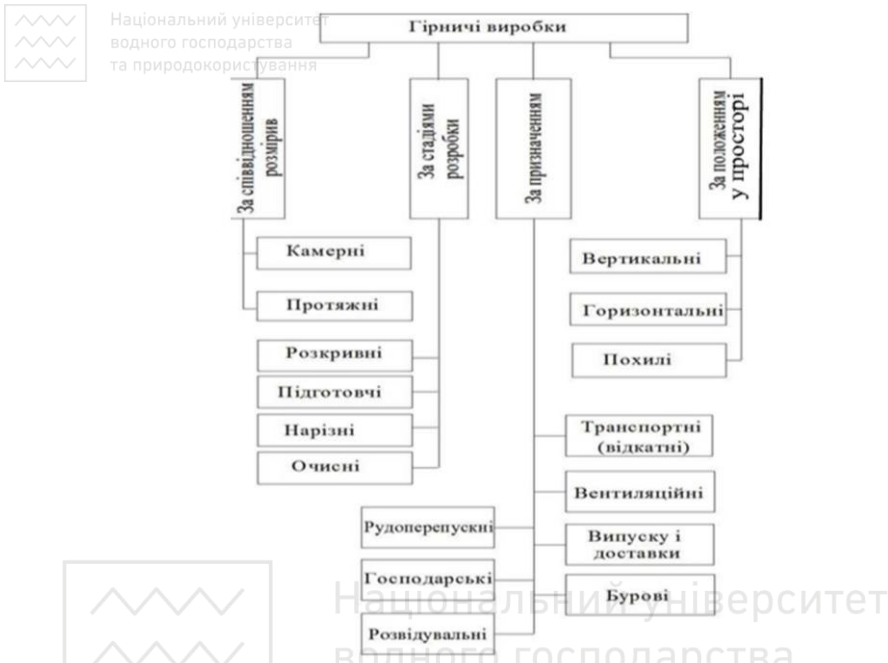 Національний університет
водного господарства
та природокористування
Гірничі виробки
За співвідношенням
розмірив
За стадіями
розробки
За призначенням
За положенням
у просторі
Камерні
Протяжні
Розкривні
Підготовчі
Нарізні
Очисні
Вертикальні
Горизонтальні
Похилі
Транспортні
(відкатні)
Вентиляційні
Випуску і
доставки
Бурові
Рудоперепускні
Господарські
Розвідувальні
Національний університет
водного господарства